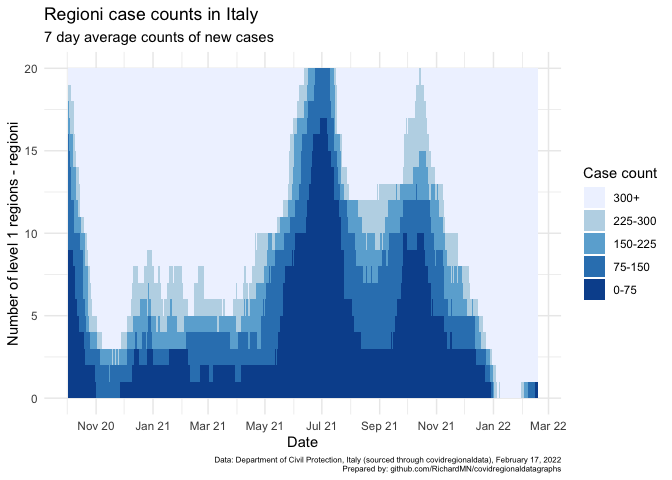 Regioni case counts in Italy
7 day average counts of new cases
Number of level 1 regions - regioni
20
15
10
5
0
Nov 20 Jan 21 Mar 21 May 21 Jul 21 Sep 21 Nov 21 Jan 22 Mar 22
Date
Case count
300+
225-300
150-225
75-150
0-75
Data: Department of Civil Protection, Italy (sourced through covidregionaldata), February 17, 2022
Prepared by: github.com/RichardMN/covidregionaldatagraphs